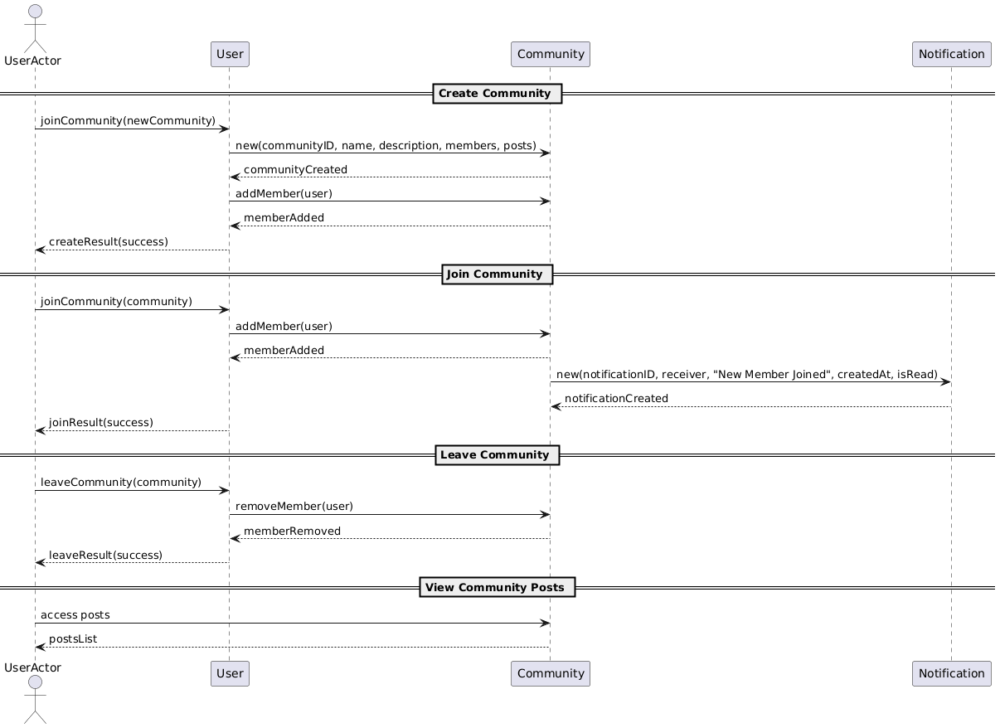 UserActor
User
Community
Notification
Create Community
joinCommunity(newCommunity)
new(communityID, name, description, members, posts)
communityCreated
addMember(user)
memberAdded
createResult(success)
Join Community
joinCommunity(community)
addMember(user)
memberAdded
new(notificationID, receiver, "New Member Joined", createdAt, isRead)
notificationCreated
joinResult(success)
Leave Community
leaveCommunity(community)
removeMember(user)
memberRemoved
leaveResult(success)
View Community Posts
access posts
postsList
UserActor
User
Community
Notification